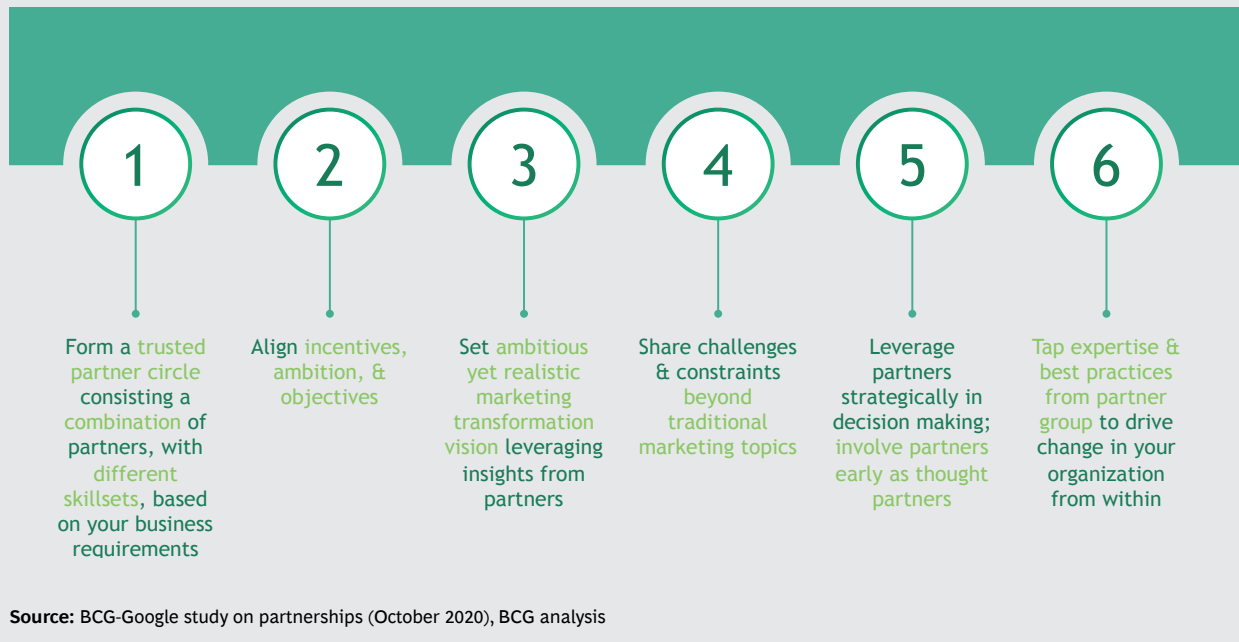 1
2
3
4
5
6
Form a trusted
partner circle
consisting a
combination of
partners, with
different
skillsets, based
on your business
requirements
Align incentives,
ambition, &
objectives
Set ambitious
yet realistic
marketing
transformation
vision leveraging
insights from
partners
Share challenges
& constraints
beyond
traditional
marketing topics
Leverage
partners
strategically in
decision making;
involve partners
early as thought
partners
Tap expertise &
best practices
from partner
group to drive
change in your
organization
from within
Source: BCG-Google study on partnerships (October 2020), BCG analysis